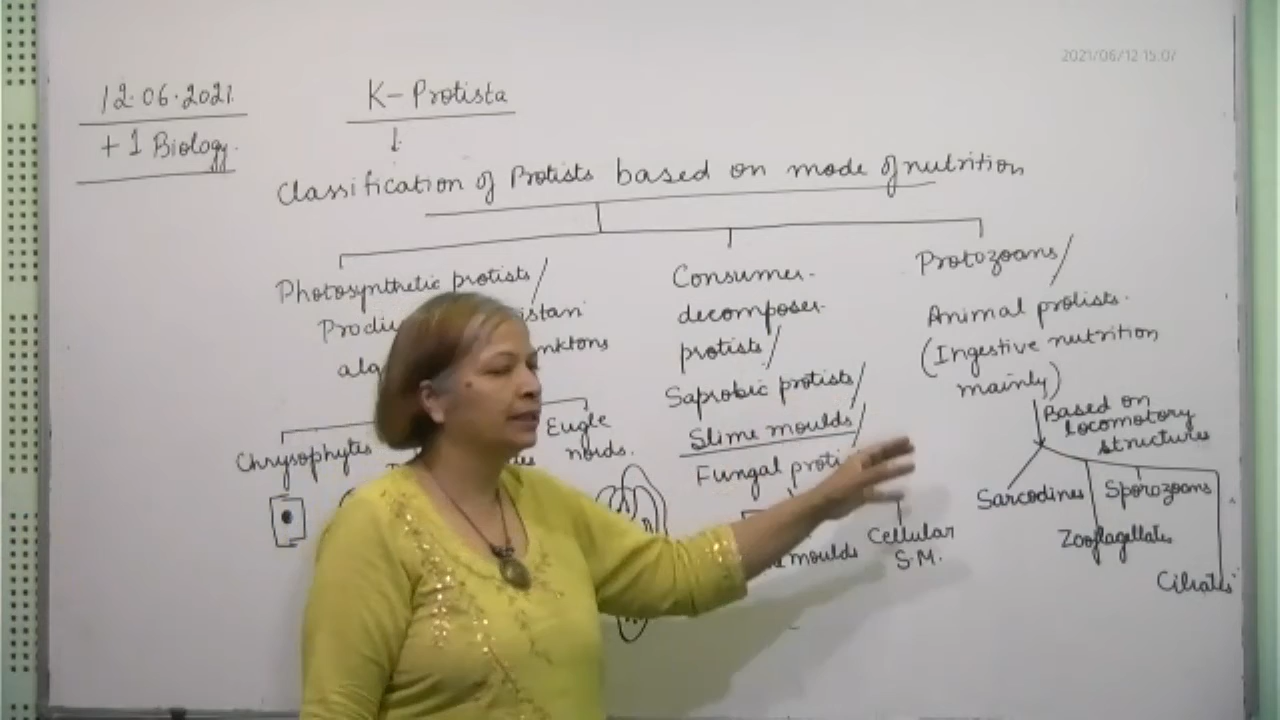 2021/06/12 15:07
12.06.2021
+1 Biology.
K- Protista
Classification of Protists based on mode of nutrition
Photosynthetic protists/
Consumer-
decomposer-
protists/
Saprobic protists/
Slime moulds/
Fungal
moulds
Cellular
S.M.
Protozoans/
Animal protists.
(Ingestive nutrition
mainly)
Based on
locomotory
structures
Sarcodines
Sporozoans
Zooflagellates
Ciliates
Chrysophytes
Eugle
noids.